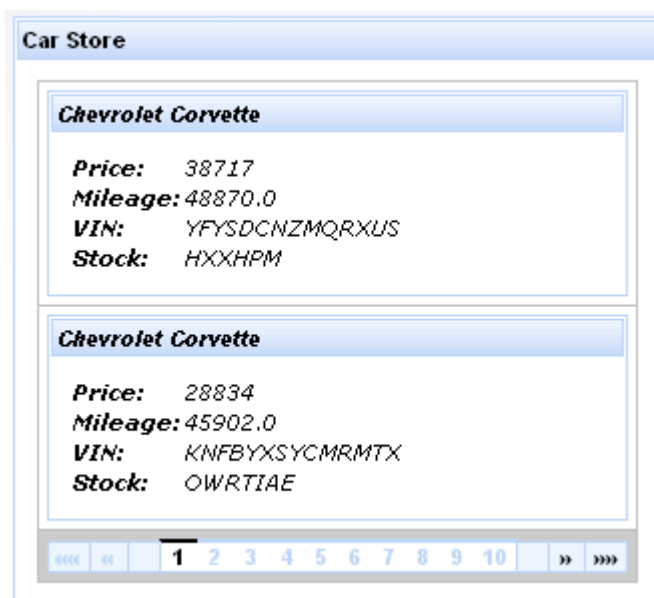 Car Store
Chevrolet Corvette
Price: 38717
Mileage: 48870.0
VIN: YFYSDCNZMQRXUS
Stock: HXXHPM
Chevrolet Corvette
Price: 28834
Mileage: 45902.0
VIN: KNFBYXSYCMRMTX
Stock: OWRTIAE
«« « 1 2 3 4 5 6 7 8 9 10 » »»